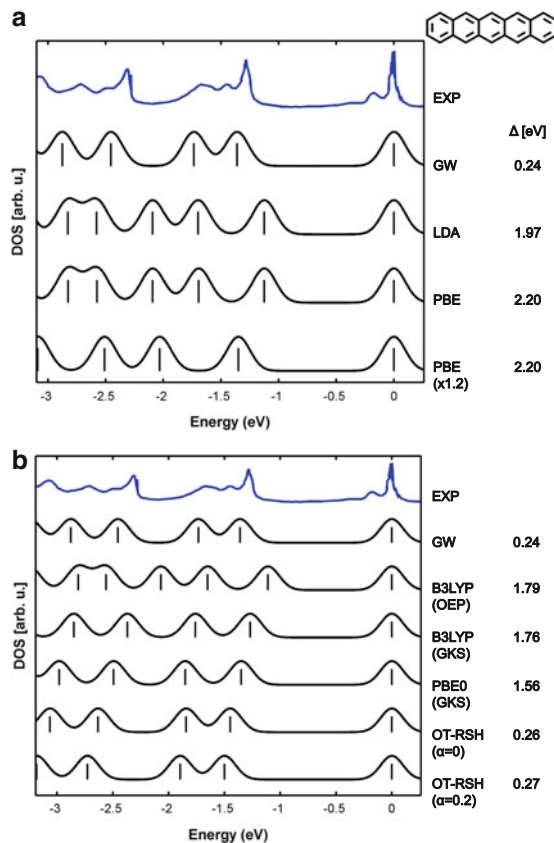 a
EXP
Δ [eV]
GW
0.24
LDA
1.97
PBE
2.20
PBE
(x1.2)
2.20
DOS [arb. u.]
-3
-2.5
-2
-1.5
-1
-0.5
0
Energy (eV)
b
EXP
GW
0.24
B3LYP
(OEP)
1.79
B3LYP
(GKS)
1.76
PBE0
(GKS)
1.56
OT-RSH
(α=0)
0.26
OT-RSH
(α=0.2)
0.27
DOS [arb. u.]
-3
-2.5
-2
-1.5
-1
-0.5
0
Energy (eV)